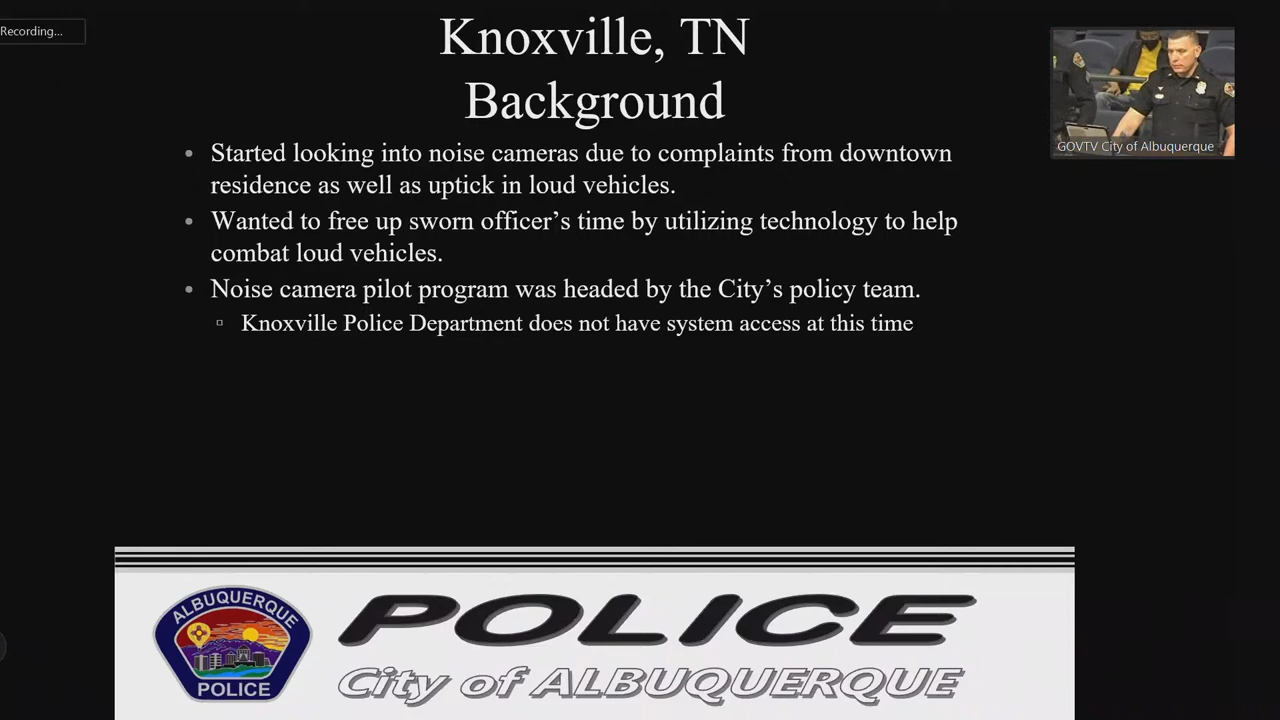 Recording...
Knoxville, TN
Background
GOVTV City of Albuquerque
• Started looking into noise cameras due to complaints from downtown
residence as well as uptick in loud vehicles.
• Wanted to free up sworn officer's time by utilizing technology to help
combat loud vehicles.
• Noise camera pilot program was headed by the City's policy team.
▫ Knoxville Police Department does not have system access at this time
ALBUQUERQUE
POLICE
POLICE
City of ALBUQUERQUE